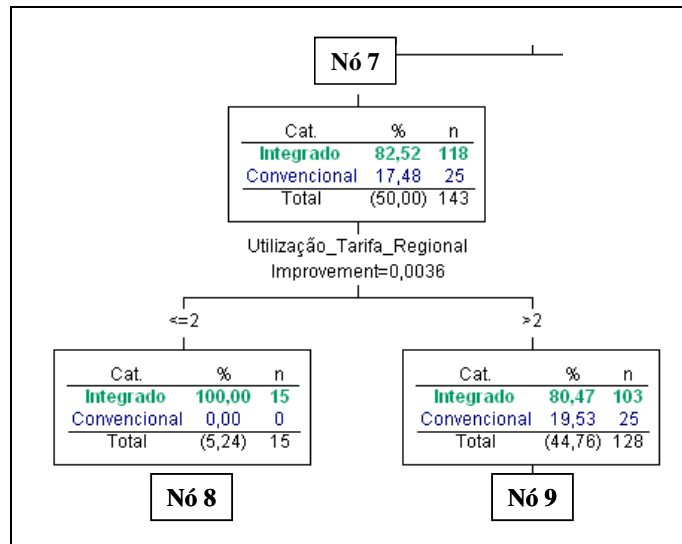 Nó 7
Cat. % n
Integrado 82,52 118
Convencional 17,48 25
Total (50,00) 143
Utilização_Tarifa_Regional
Improvement=0,0036
<=2
>2
Cat. % n
Integrado 100,00 15
Convencional 0,00 0
Total (5,24) 15
Cat. % n
Integrado 80,47 103
Convencional 19,53 25
Total (44,76) 128
Nó 8
Nó 9